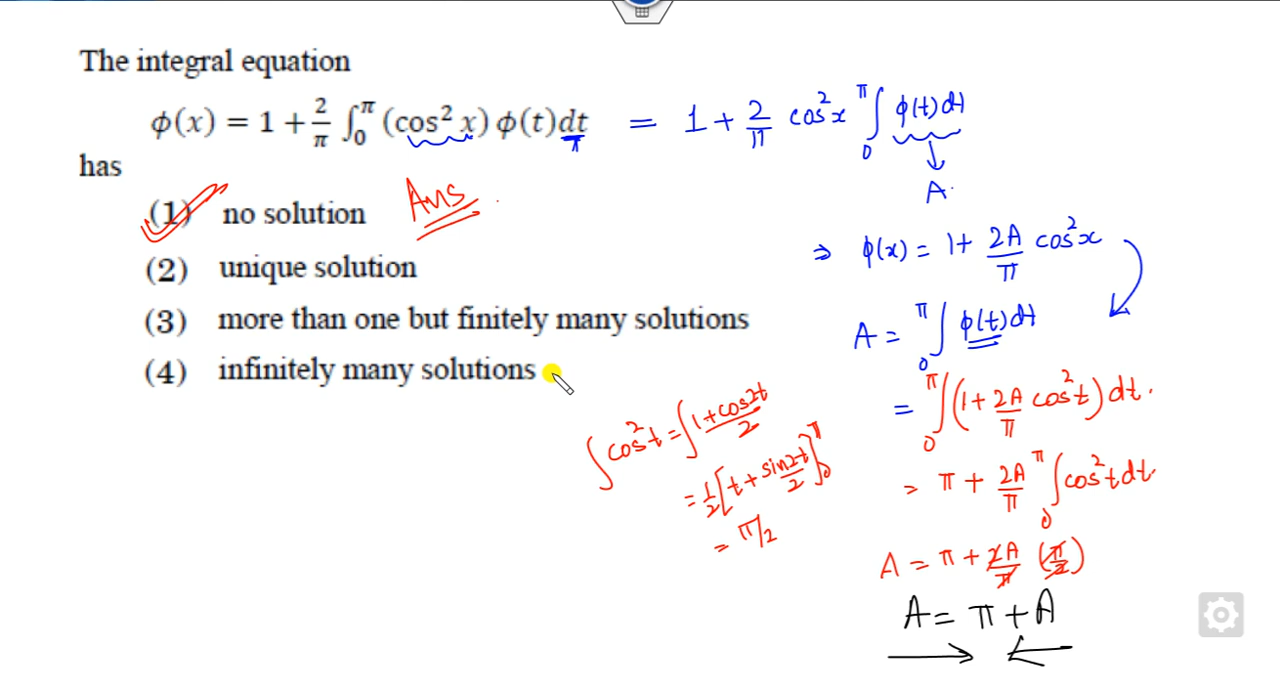 The integral equation
ϕ(x) = 1 + 2/π ∫₀^π (cos² x) ϕ(t)dt = 1 + 2/π cos²x ∫₀^π ϕ(t)dt
has
A.
(1) no solution Ans
⇒ ϕ(x) = 1 + 2A/π cos²x
(2) unique solution
(3) more than one but finitely many solutions
A = ∫₀^π ϕ(t)dt
(4) infinitely many solutions
= ∫₀^π (1 + 2A/π cos²t) dt.
∫cos²t = ∫ 1+cos2t/2
= 1/2 [t + sin2t/2]₀^π
= π/2
= π + 2A/π ∫₀^π cos²t dt.
A = π + 2A/π (π/2)
A = π + A